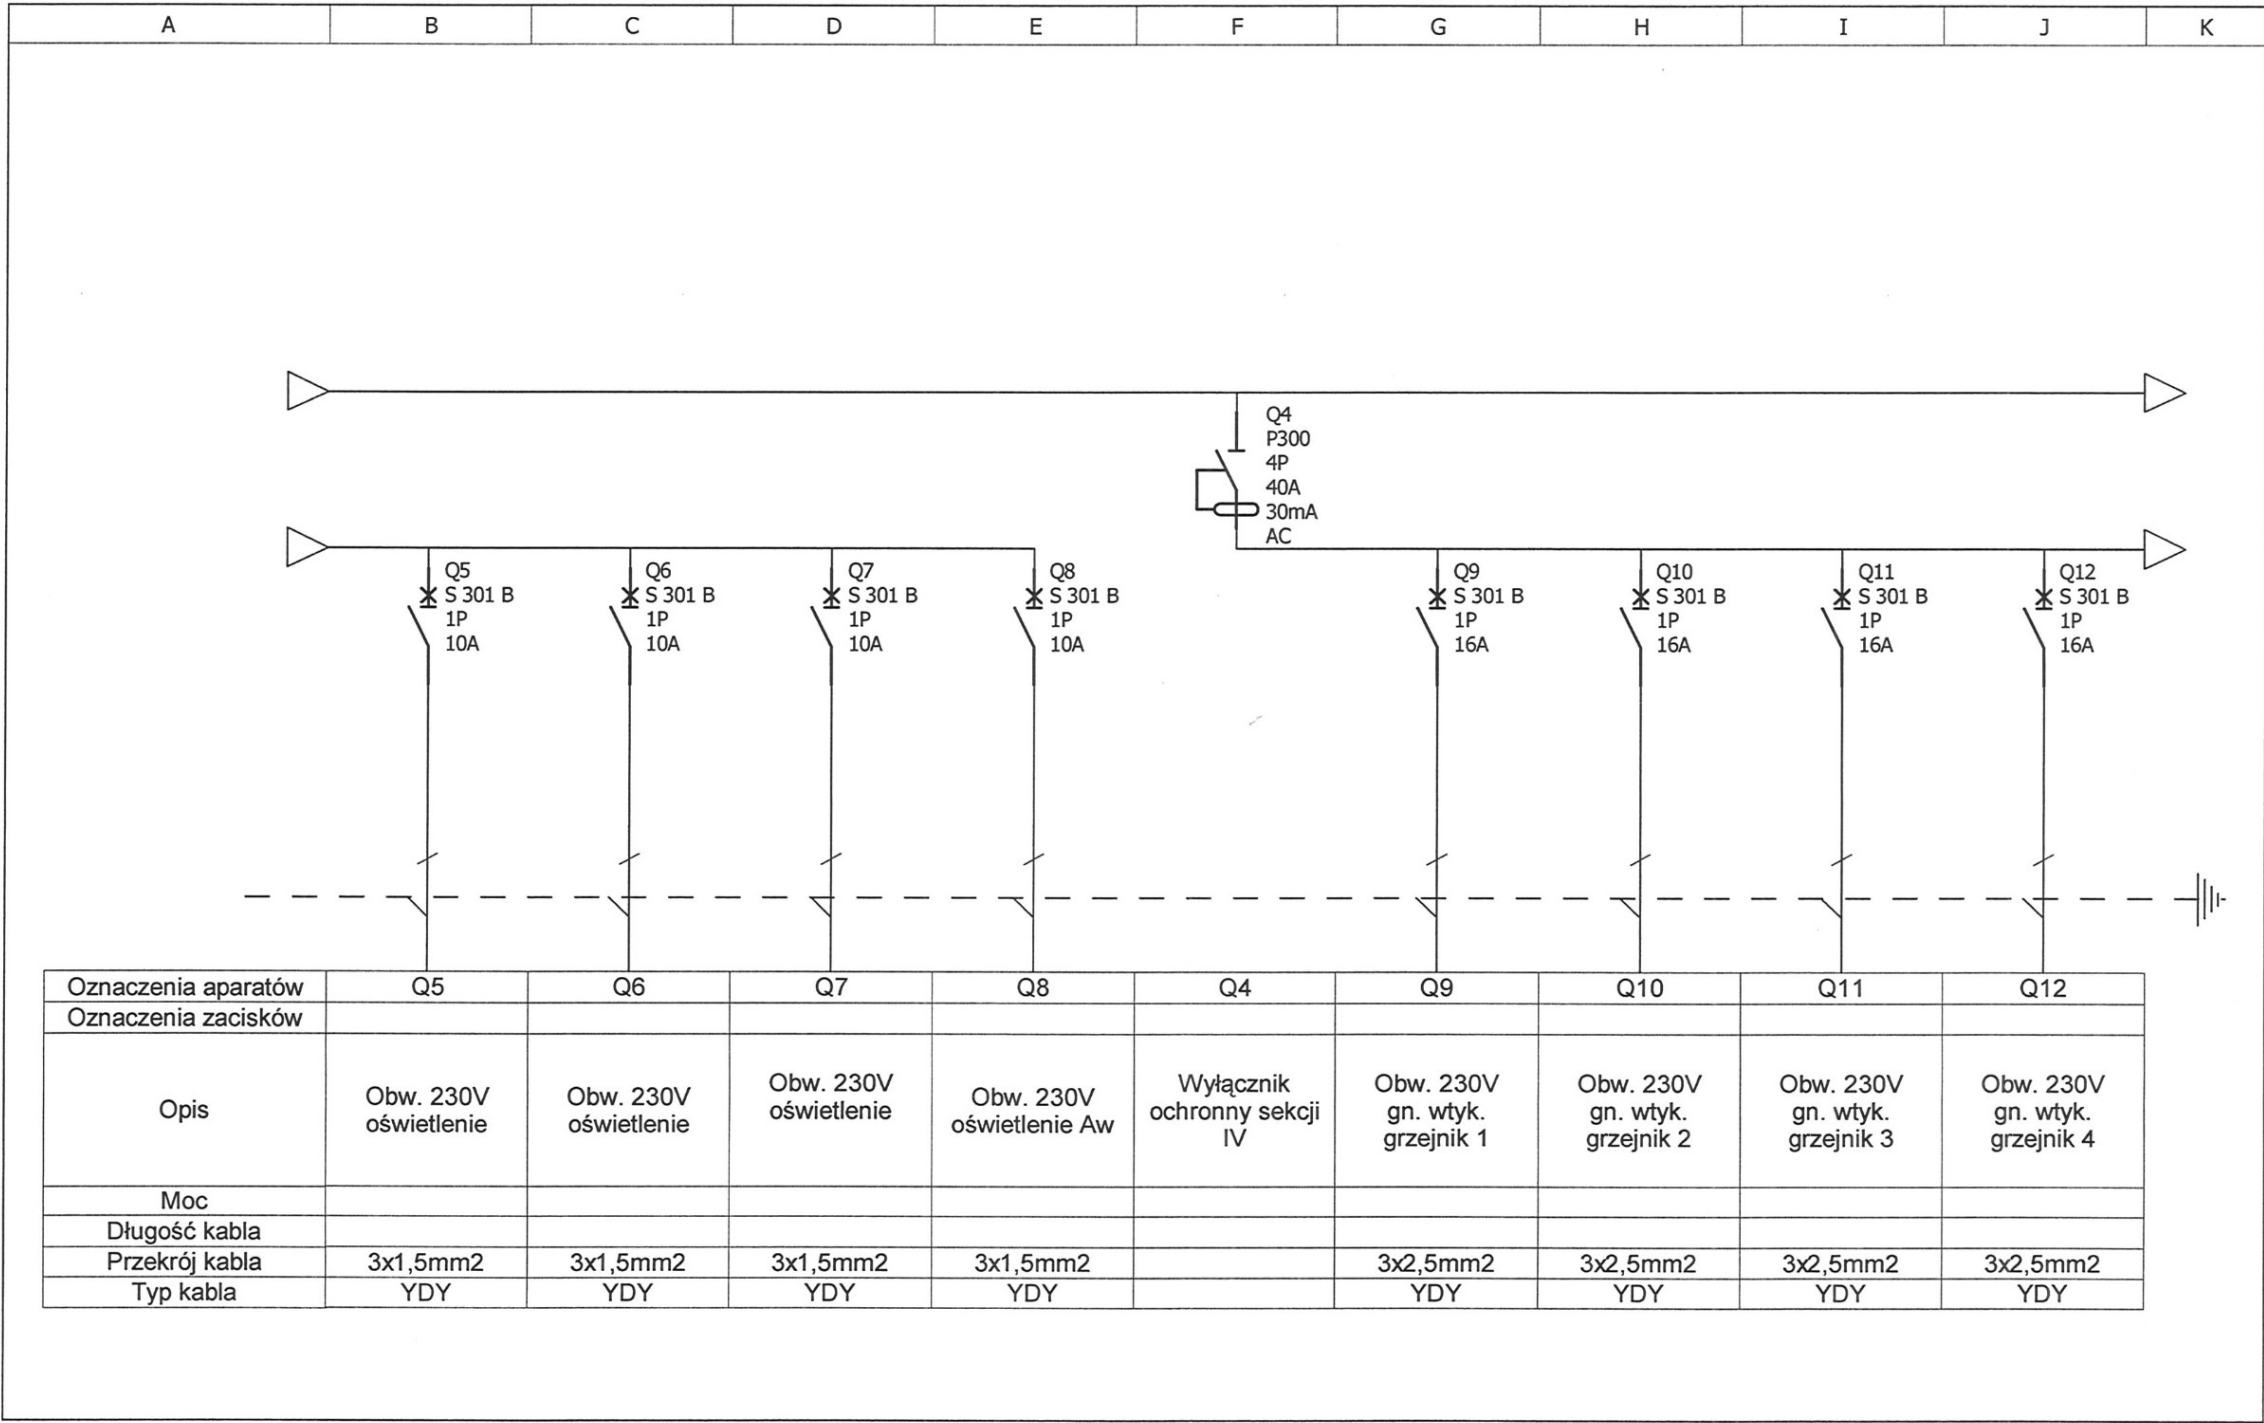 A B C D E F G H I J K
Q4
P300
4P
40A
30mA
AC
Q5
S 301 B
1P
10A
Q6
S 301 B
1P
10A
Q7
S 301 B
1P
10A
Q8
S 301 B
1P
10A
Q9
S 301 B
1P
16A
Q10
S 301 B
1P
16A
Q11
S 301 B
1P
16A
Q12
S 301 B
1P
16A
Oznaczenia aparatów Q5 Q6 Q7 Q8 Q4 Q9 Q10 Q11 Q12
Oznaczenia zacisków
Opis
Obw. 230V
oświetlenie
Obw. 230V
oświetlenie
Obw. 230V
oświetlenie
Obw. 230V
oświetlenie Aw
Wyłącznik
ochronny sekcji
IV
Obw. 230V
gn. wtyk.
grzejnik 1
Obw. 230V
gn. wtyk.
grzejnik 2
Obw. 230V
gn. wtyk.
grzejnik 3
Obw. 230V
gn. wtyk.
grzejnik 4
Moc
Długość kabla
Przekrój kabla 3x1,5mm2 3x1,5mm2 3x1,5mm2 3x1,5mm2 3x2,5mm2 3x2,5mm2 3x2,5mm2 3x2,5mm2
Typ kabla YDY YDY YDY YDY YDY YDY YDY YDY